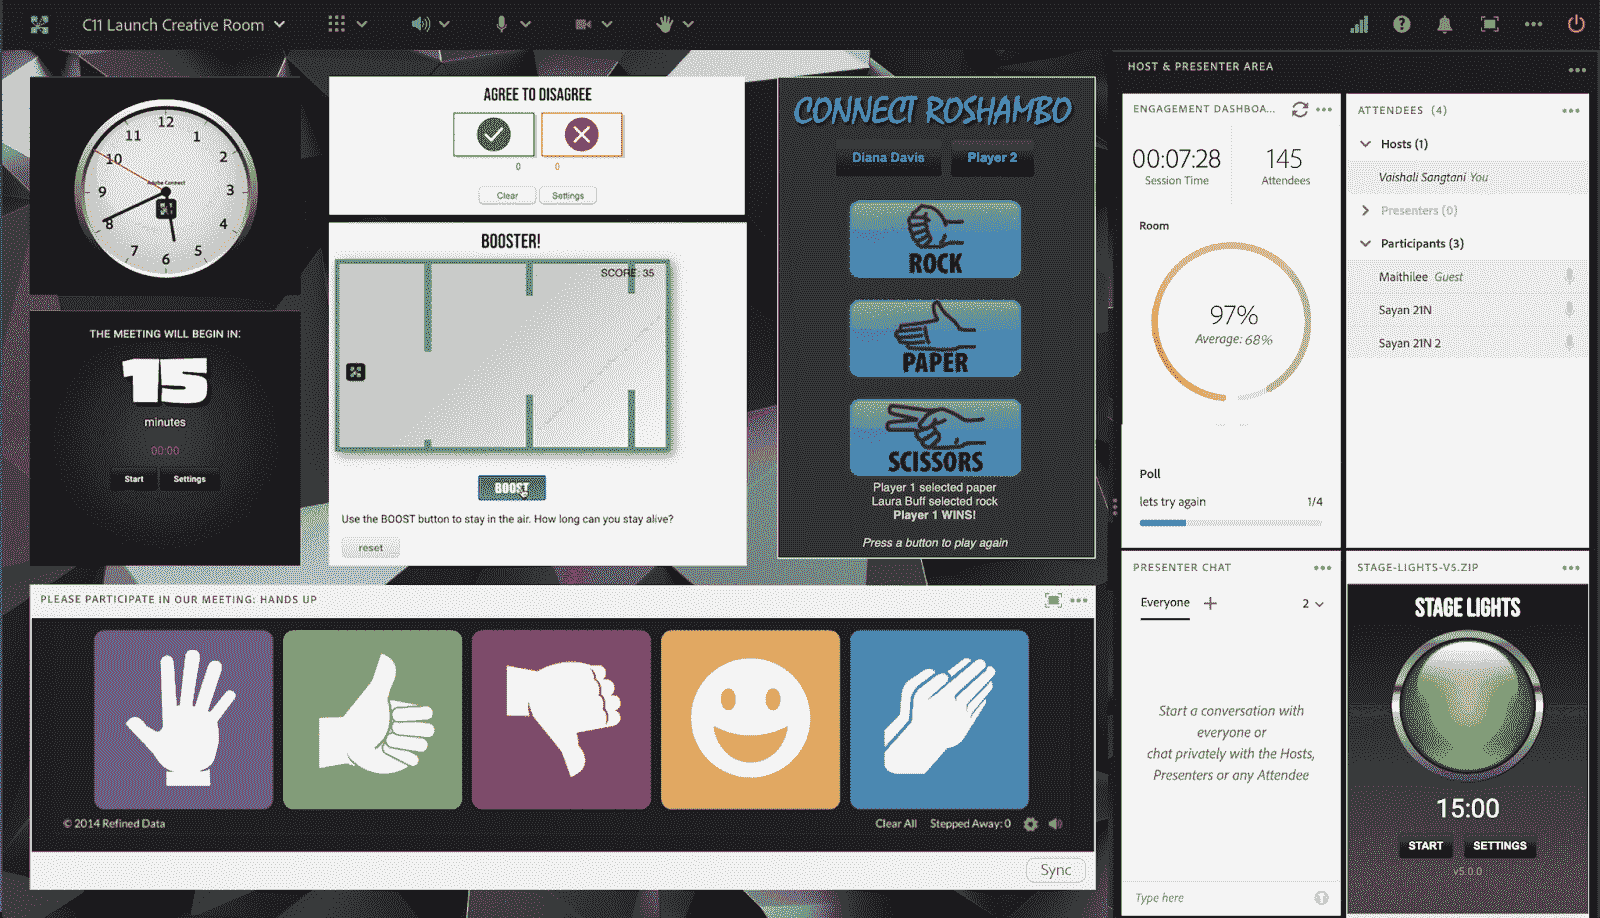 C11 Launch Creative Room
12
1
2
3
4
5
6
7
8
9
10
11
Adobe Connect
THE MEETING WILL BEGIN IN:
15
minutes
00:00
Start Settings
AGREE TO DISAGREE
0 0
Clear Settings
BOOSTER!
SCORE: 35
BOOST
Use the BOOST button to stay in the air. How long can you stay alive?
reset
CONNECT ROSHAMBO
Diana Davis Player 2
ROCK
PAPER
SCISSORS
Player 1 selected paper
Laura Buff selected rock
Player 1 WINS!
Press a button to play again
PLEASE PARTICIPATE IN OUR MEETING: HANDS UP
© 2014 Refined Data
Clear All Stepped Away: 0
Sync
HOST & PRESENTER AREA
ENGAGEMENT DASHBOA...
00:07:28
Session Time
145
Attendees
Room
97%
Average: 68%
Poll
lets try again 1/4
ATTENDEES (4)
Hosts (1)
Vaishali Sangtani You
Presenters (0)
Participants (3)
Maithilee Guest
Sayan 21N
Sayan 21N 2
PRESENTER CHAT
Everyone 2
Start a conversation with
everyone or
chat privately with the Hosts,
Presenters or any Attendee
Type here
STAGE-LIGHTS-V5.ZIP
STAGE LIGHTS
15:00
START SETTINGS
v5.0.0